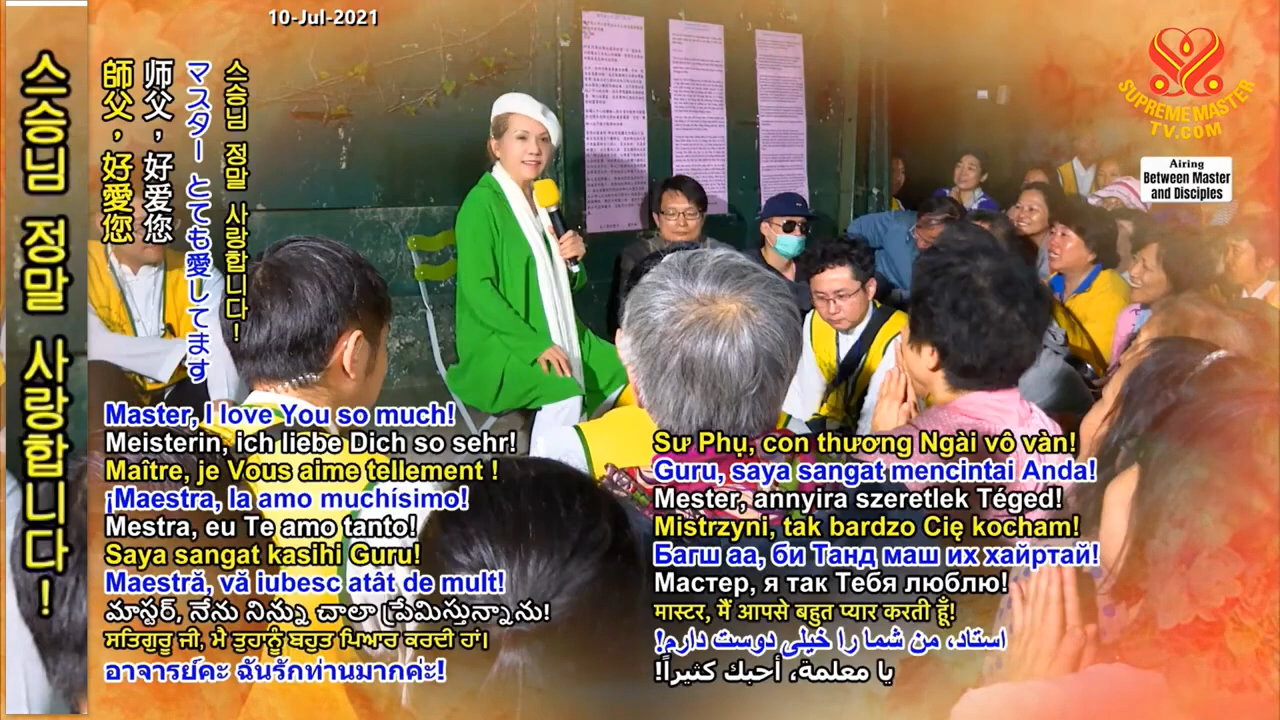 10-Jul-2021
SUPREME MASTER
TV.COM
Airing
Between Master
and Disciples
스승님 정말 사랑합니다!
師父，好愛您
师父，好爱您
マスター とても愛してます
스승님 정말 사랑합니다!
Master, I love You so much!
Meisterin, ich liebe Dich so sehr!
Maître, je Vous aime tellement !
¡Maestra, la amo muchísimo!
Mestra, eu Te amo tanto!
Saya sangat kasihi Guru!
Maestră, vă iubesc atât de mult!
మాస్టర్, నేను నిన్ను చాలా ప్రేమిస్తున్నాను!
ਸਤਿਗੁਰੂ ਜੀ, ਮੈ ਤੁਹਾਨੂੰ ਬਹੁਤ ਪਿਆਰ ਕਰਦੀ ਹਾਂ।
อาจารย์คะ ฉันรักท่านมากค่ะ!
Sư Phụ, con thương Ngài vô vàn!
Guru, saya sangat mencintai Anda!
Mester, annyira szeretlek Téged!
Mistrzyni, tak bardzo Cię kocham!
Багш аа, би Танд маш их хайртай!
Мастер, я так Тебя люблю!
मास्टर, मैं आपसे बहुत प्यार करती हूँ!
استاد، من شما را خیلی دوست دارم!
يا معلمة، أحبك كثيراً!